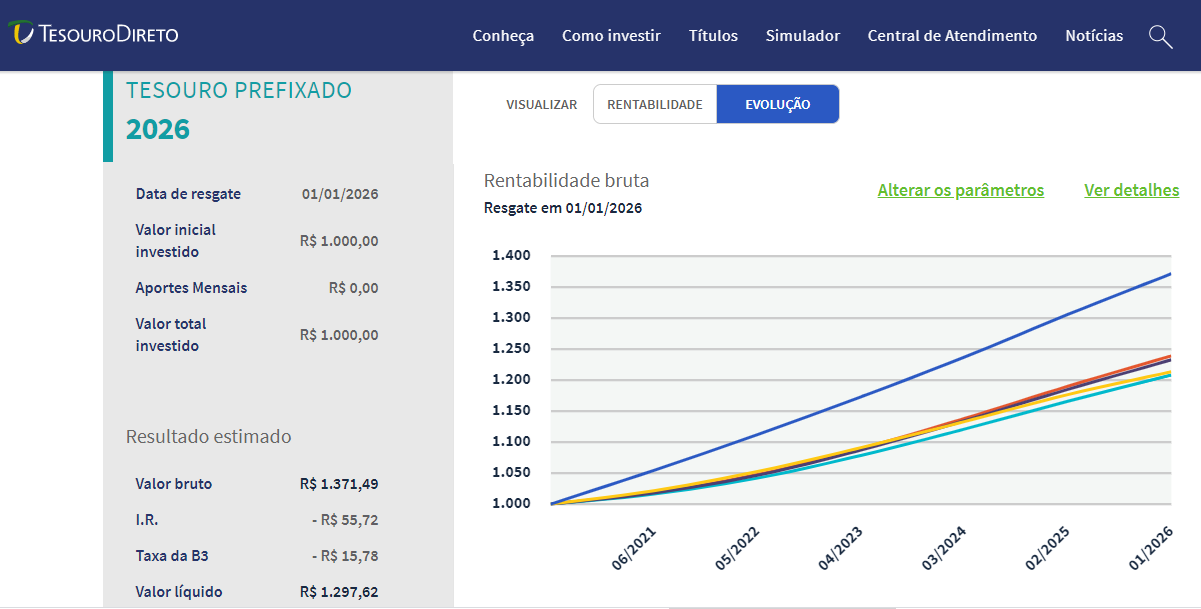 TESOURODIRETO
Conheça
Como investir
Títulos
Simulador
Central de Atendimento
Notícias
TESOURO PREFIXADO
2026
Data de resgate 01/01/2026
Valor inicial
investido R$ 1.000,00
Aportes Mensais R$ 0,00
Valor total
investido R$ 1.000,00
Resultado estimado
Valor bruto R$ 1.371,49
I.R. - R$ 55,72
Taxa da B3 - R$ 15,78
Valor líquido R$ 1.297,62
VISUALIZAR RENTABILIDADE EVOLUÇÃO
Rentabilidade bruta
Resgate em 01/01/2026
Alterar os parâmetros Ver detalhes
1.400
1.350
1.300
1.250
1.200
1.150
1.100
1.050
1.000
06/2021 05/2022 04/2023 03/2024 02/2025 01/2026